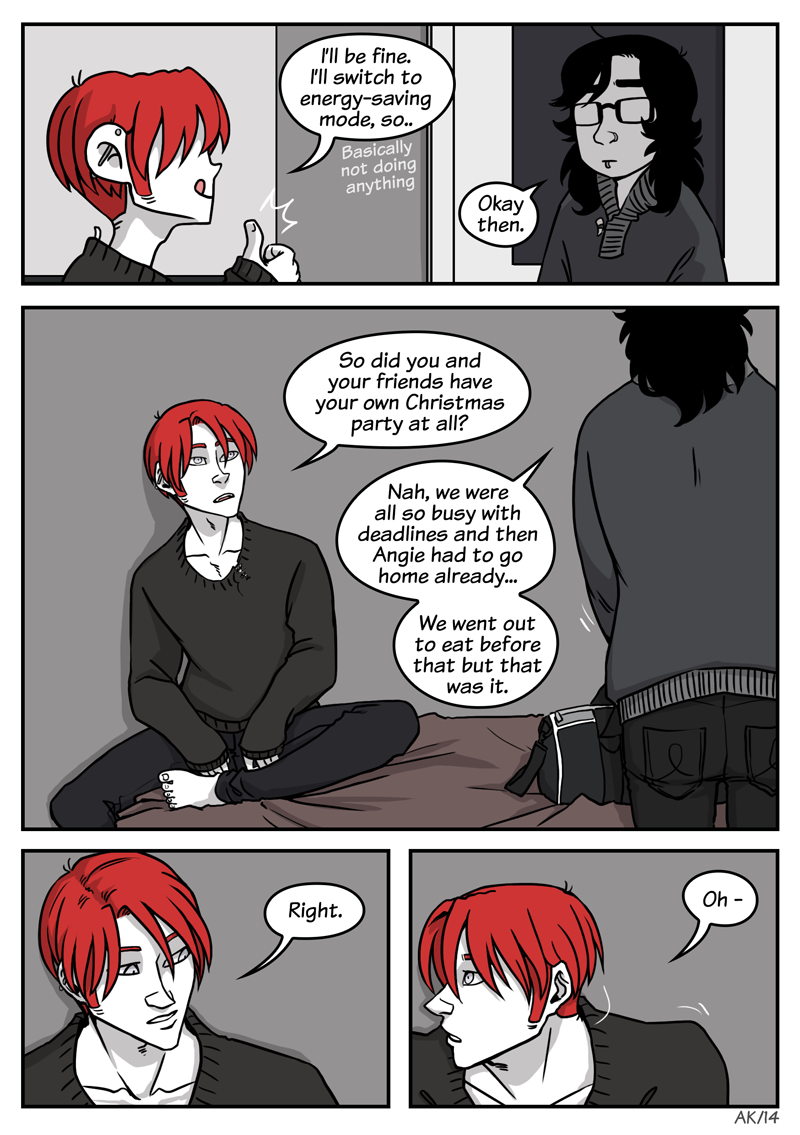 I'll be fine.
I'll switch to
energy-saving
mode, so..
Basically
not doing
anything
Okay
then.
So did you and
your friends have
your own Christmas
party at all?
Nah, we were
all so busy with
deadlines and then
Angie had to go
home already...
We went out
to eat before
that but that
was it.
Right.
Oh -
AK/14